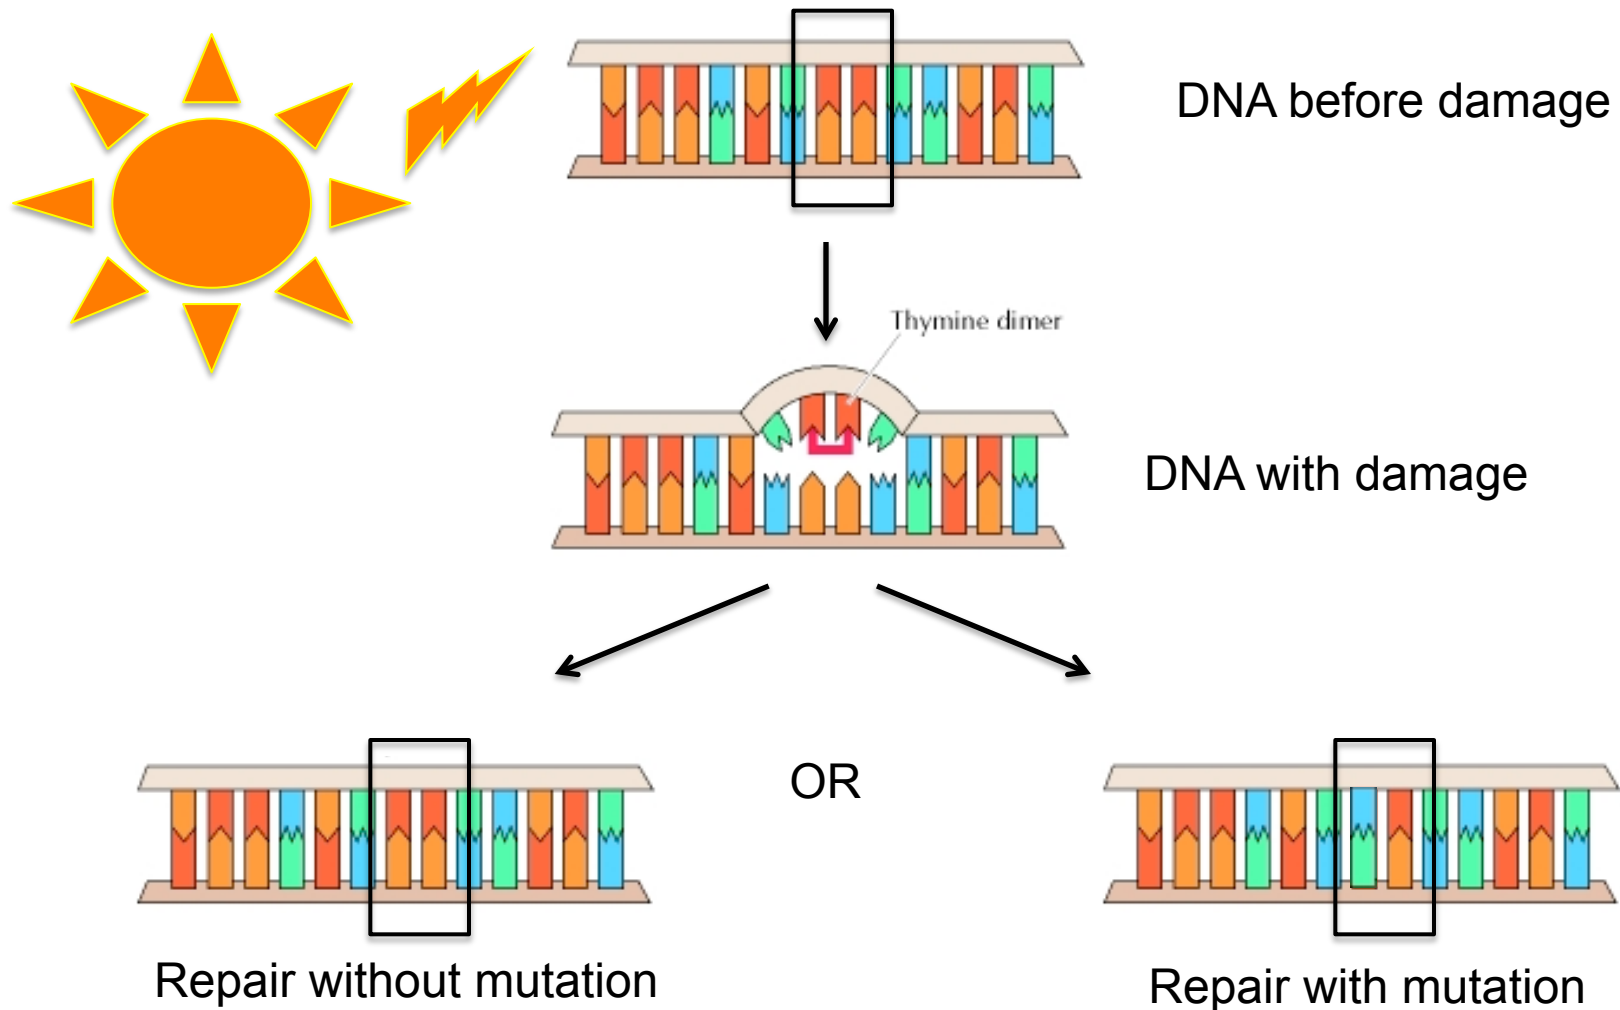 DNA before damage
Thymine dimer
DNA with damage
OR
Repair without mutation
Repair with mutation